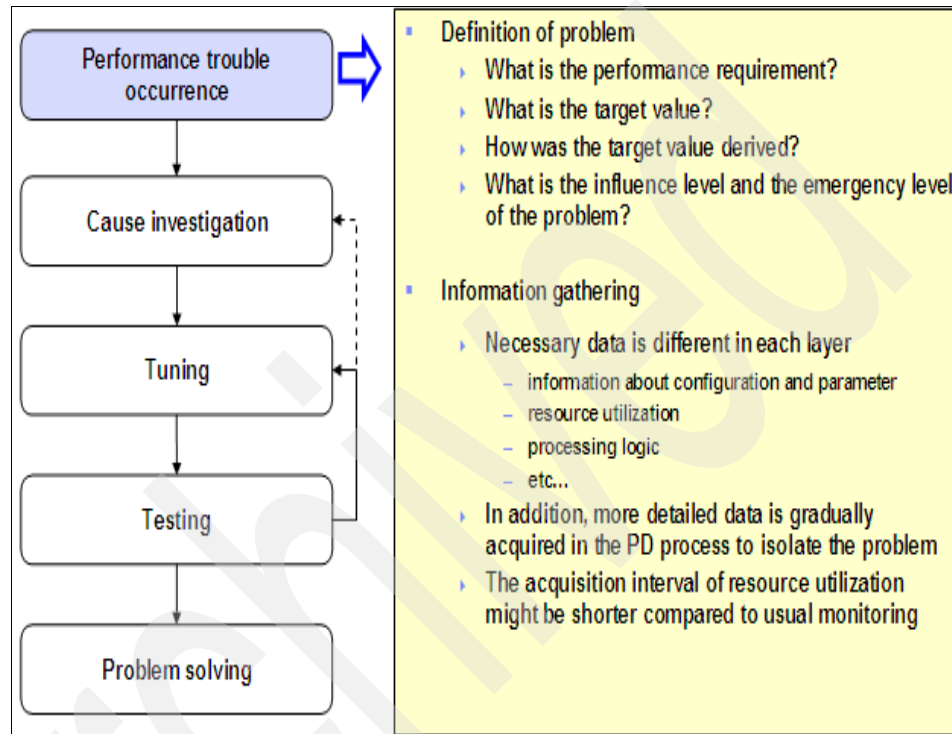 Performance trouble
occurrence
Cause investigation
Tuning
Testing
Problem solving
Definition of problem
What is the performance requirement?
What is the target value?
How was the target value derived?
What is the influence level and the emergency level
of the problem?
Information gathering
Necessary data is different in each layer
– information about configuration and parameter
– resource utilization
– processing logic
– etc...
In addition, more detailed data is gradually
acquired in the PD process to isolate the problem
The acquisition interval of resource utilization
might be shorter compared to usual monitoring